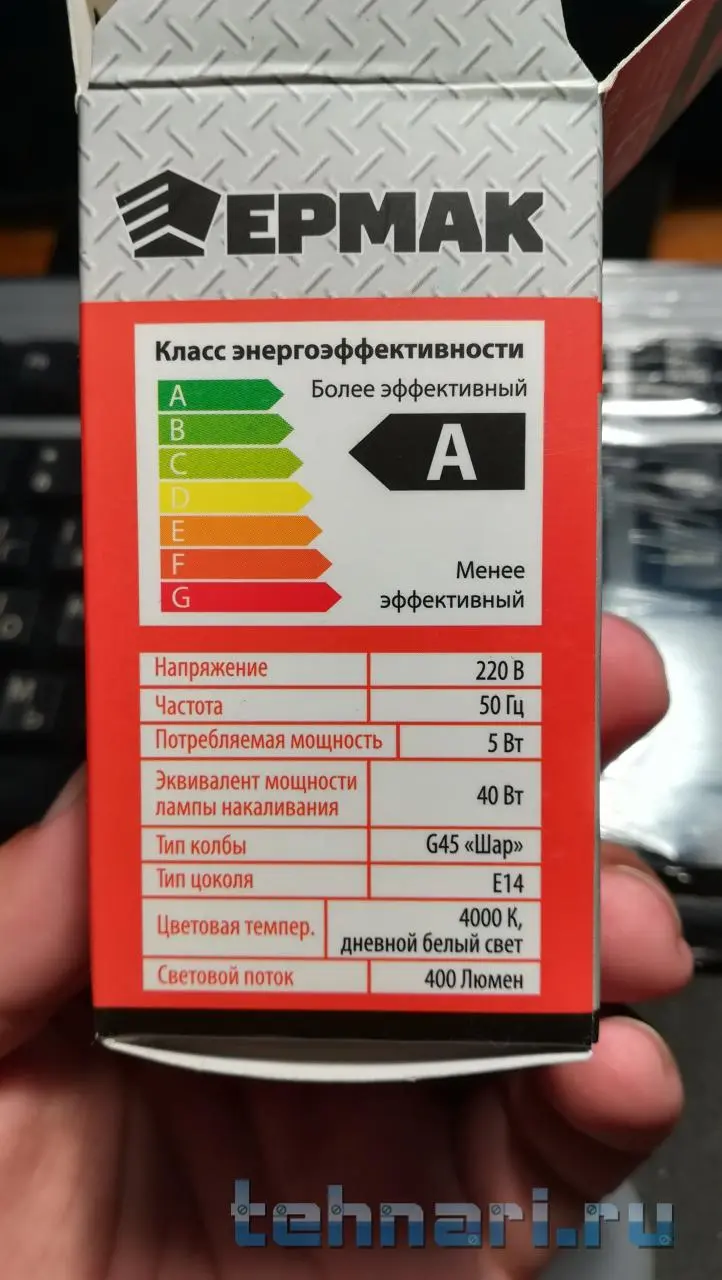 ЕРМАК
Класс энергоэффективности
A
Более эффективный
B
A
C
D
E
F
Менее
G
эффективный
Напряжение 220 В
Частота 50 Гц
Потребляемая мощность 5 Вт
Эквивалент мощности
лампы накаливания 40 Вт
Тип колбы G45 «Шар»
Тип цоколя E14
Цветовая темпер. 4000 К,
дневной белый свет
Световой поток 400 Люмен
tehnari.ru